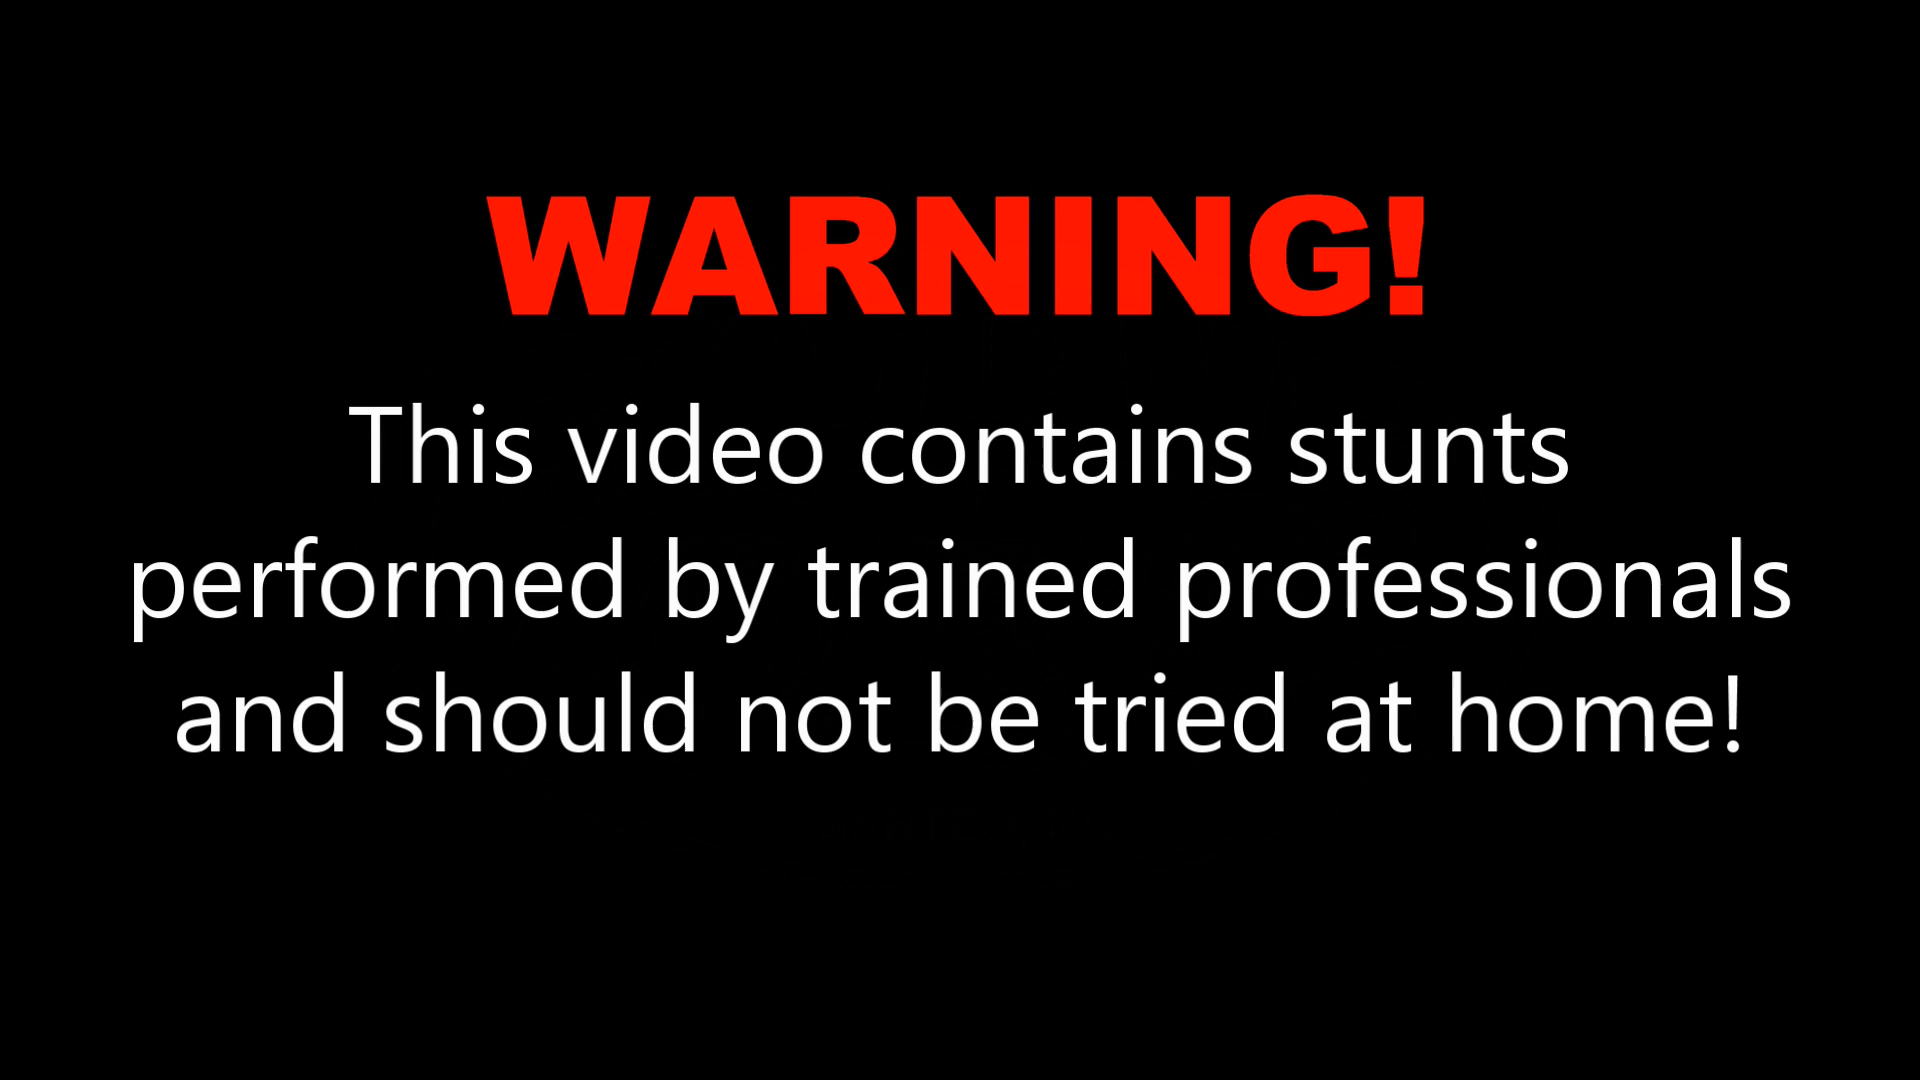 WARNING!
This video contains stunts
performed by trained professionals
and should not be tried at home!